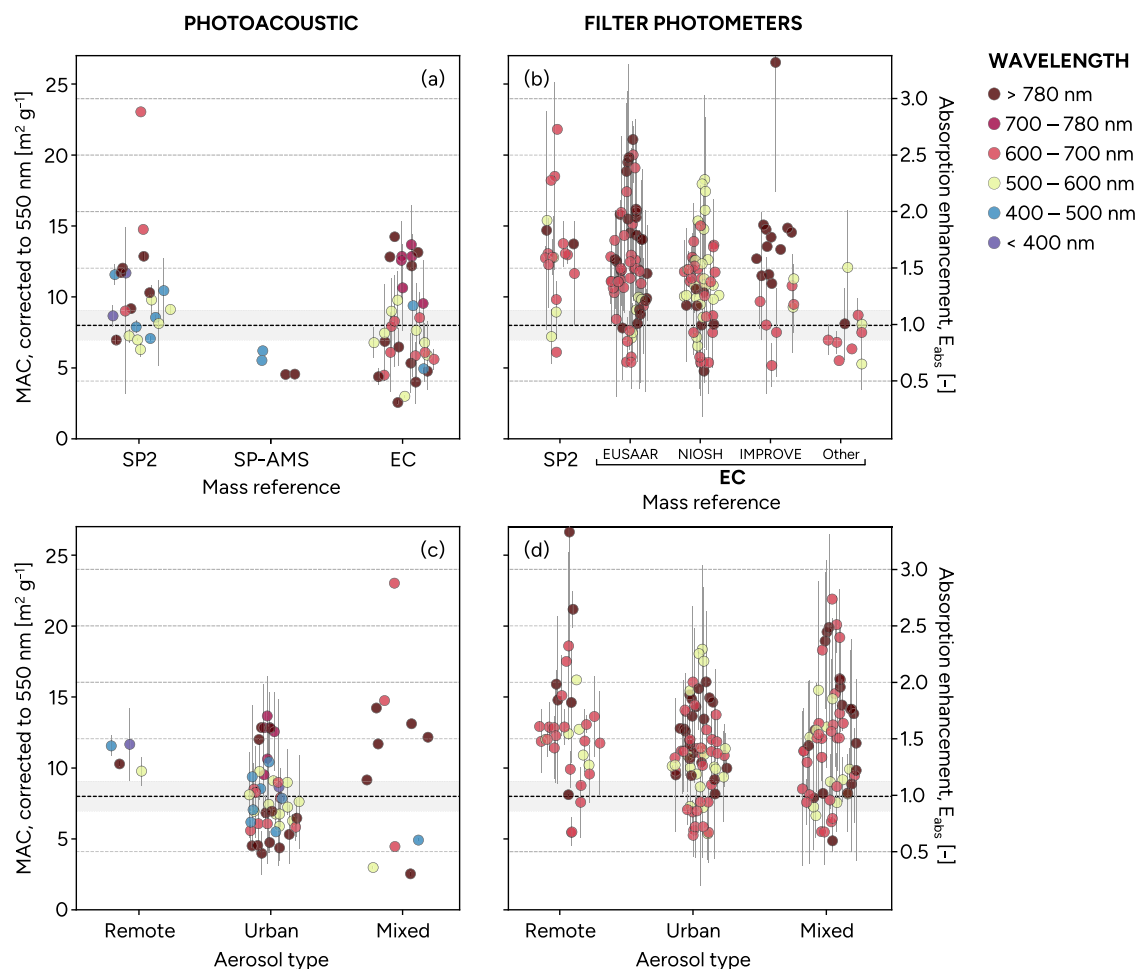 PHOTOACOUSTIC
FILTER PHOTOMETERS
WAVELENGTH
> 780 nm
700 – 780 nm
600 – 700 nm
500 – 600 nm
400 – 500 nm
< 400 nm
MAC, corrected to 550 nm [m² g⁻¹]
25
20
15
10
5
0
(a)
SP2
SP-AMS
EC
Mass reference
(b)
3.0
2.5
2.0
1.5
1.0
0.5
Absorption enhancement, E_abs [-]
SP2
EUSAAR
NIOSH
IMPROVE
Other
EC
Mass reference
MAC, corrected to 550 nm [m² g⁻¹]
25
20
15
10
5
0
(c)
Remote
Urban
Mixed
Aerosol type
(d)
3.0
2.5
2.0
1.5
1.0
0.5
Absorption enhancement, E_abs [-]
Remote
Urban
Mixed
Aerosol type